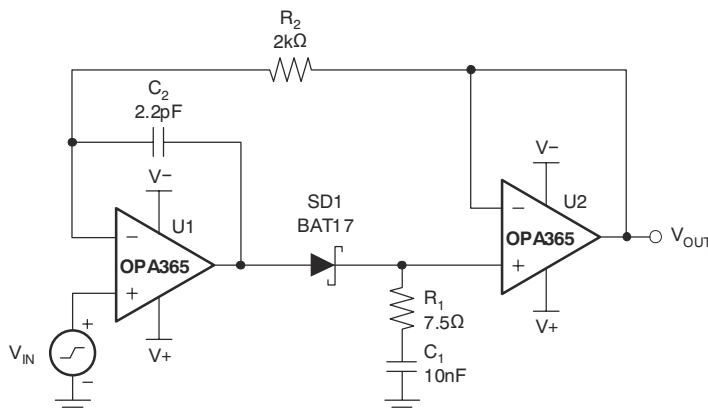 R2
2kΩ
C2
2.2pF
V−
U1
−
OPA365
+
V+
VIN
+
−
SD1
BAT17
R1
7.5Ω
C1
10nF
V−
U2
−
OPA365
+
V+
VOUT